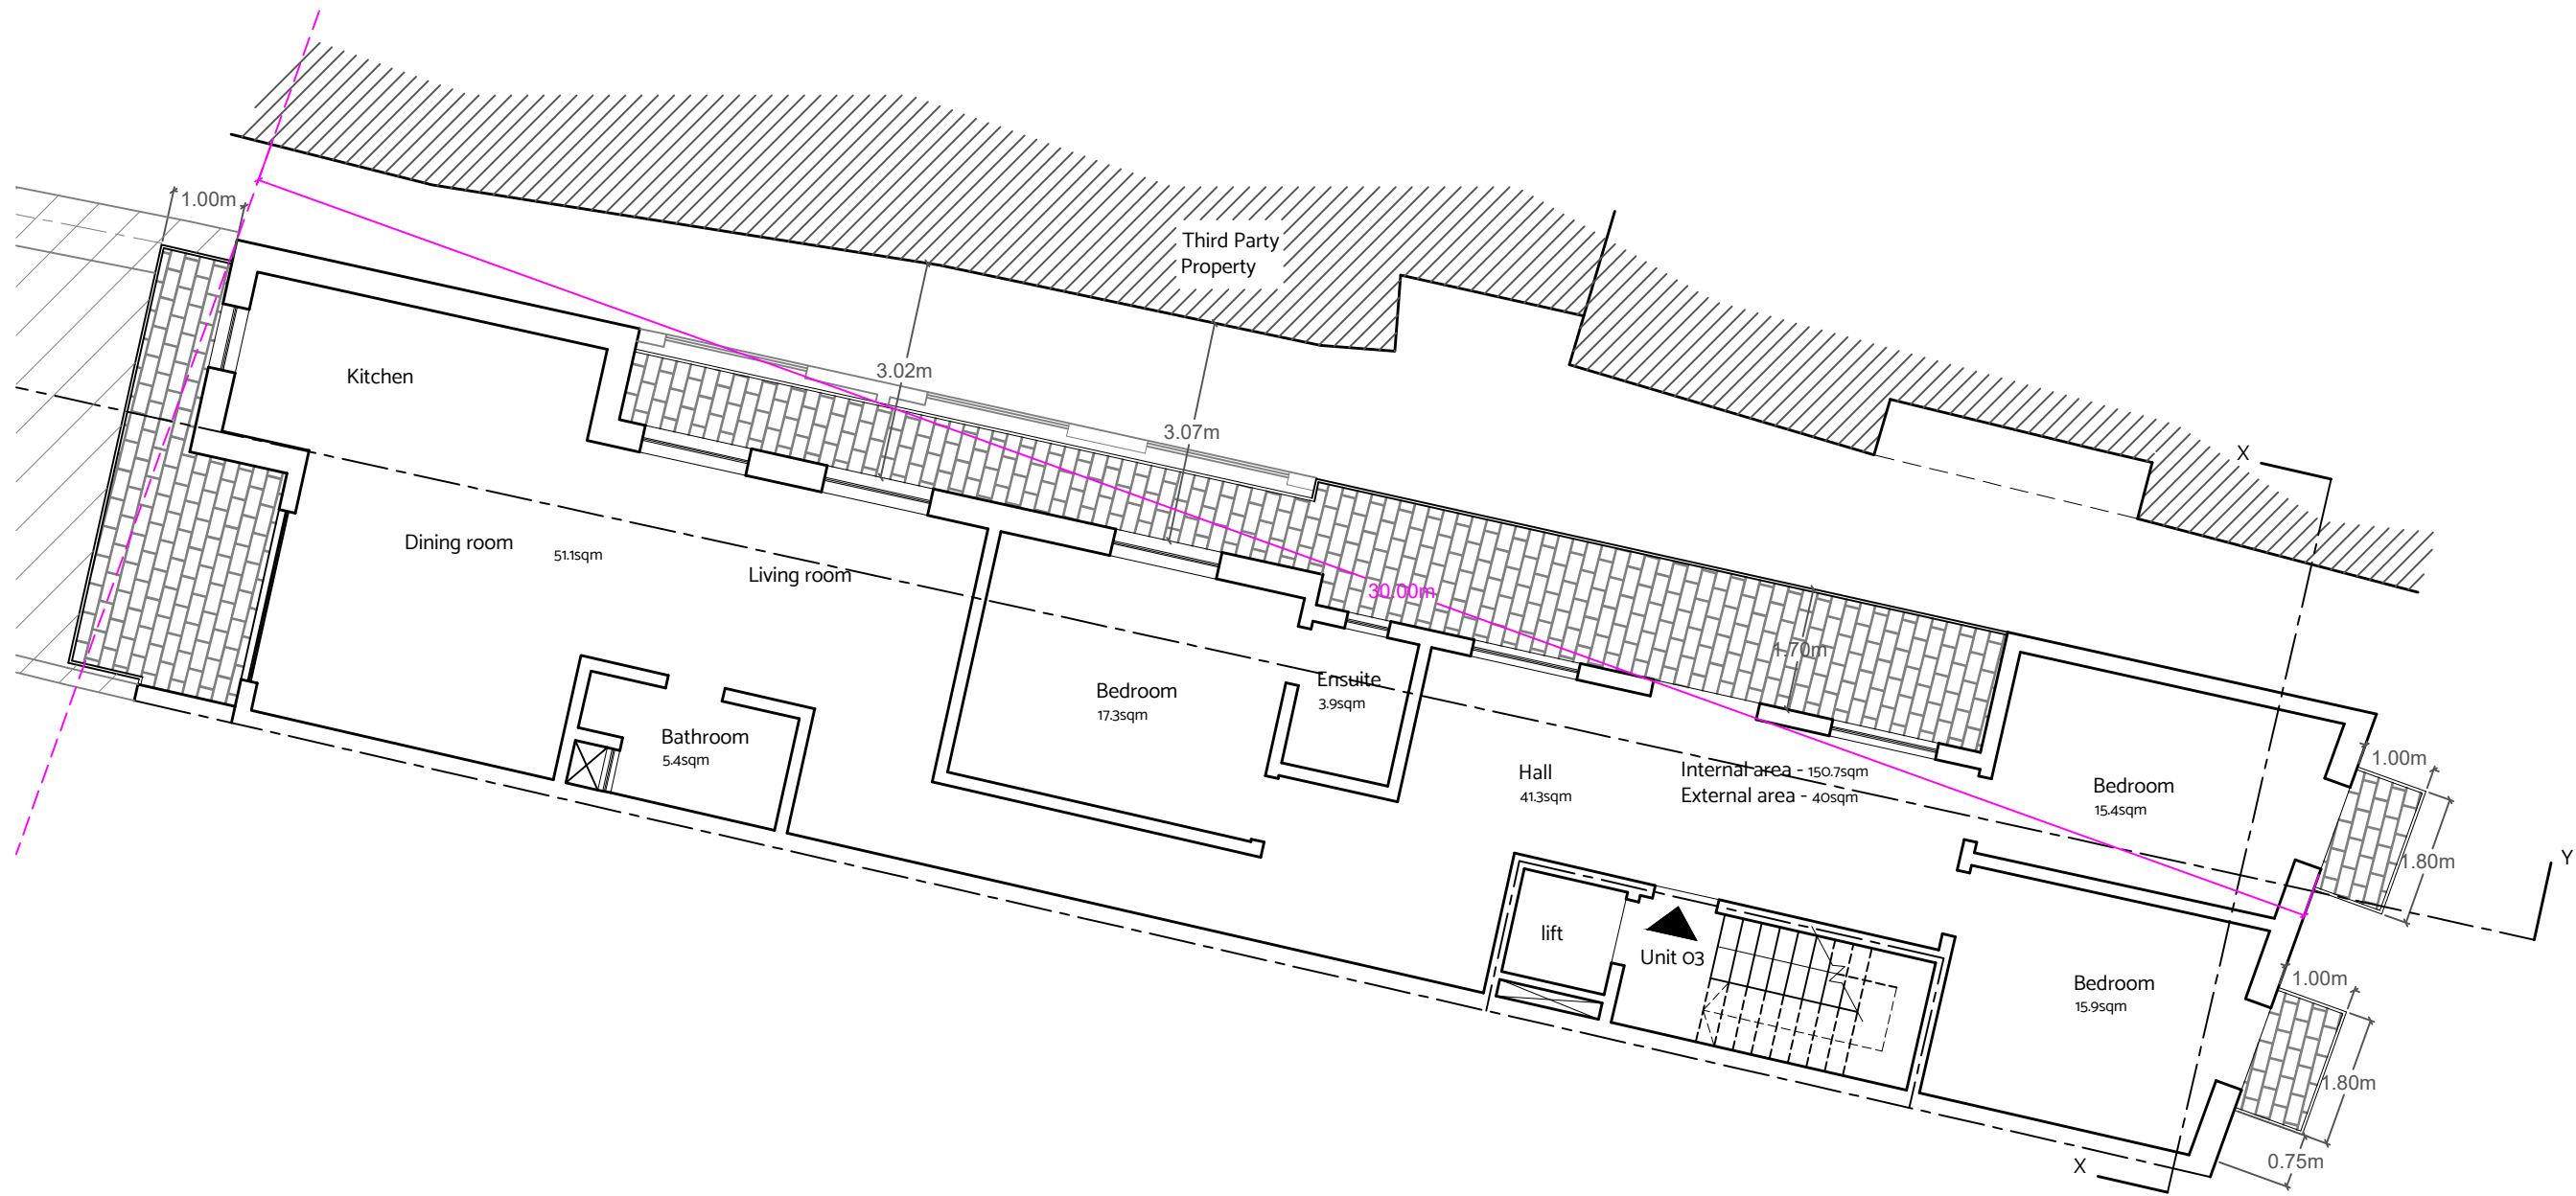 1.00m
Third Party
Property
Kitchen
3.02m
3.07m
X
Dining room
51.1sqm
Living room
30.00m
1.70m
Bedroom
17.3sqm
Ensuite
3.9sqm
Bathroom
5.4sqm
Hall
41.3sqm
Internal area - 150.7sqm
External area - 40sqm
Bedroom
15.4sqm
1.00m
1.80m
Y
lift
Unit 03
Bedroom
15.9sqm
1.00m
1.80m
0.75m
X